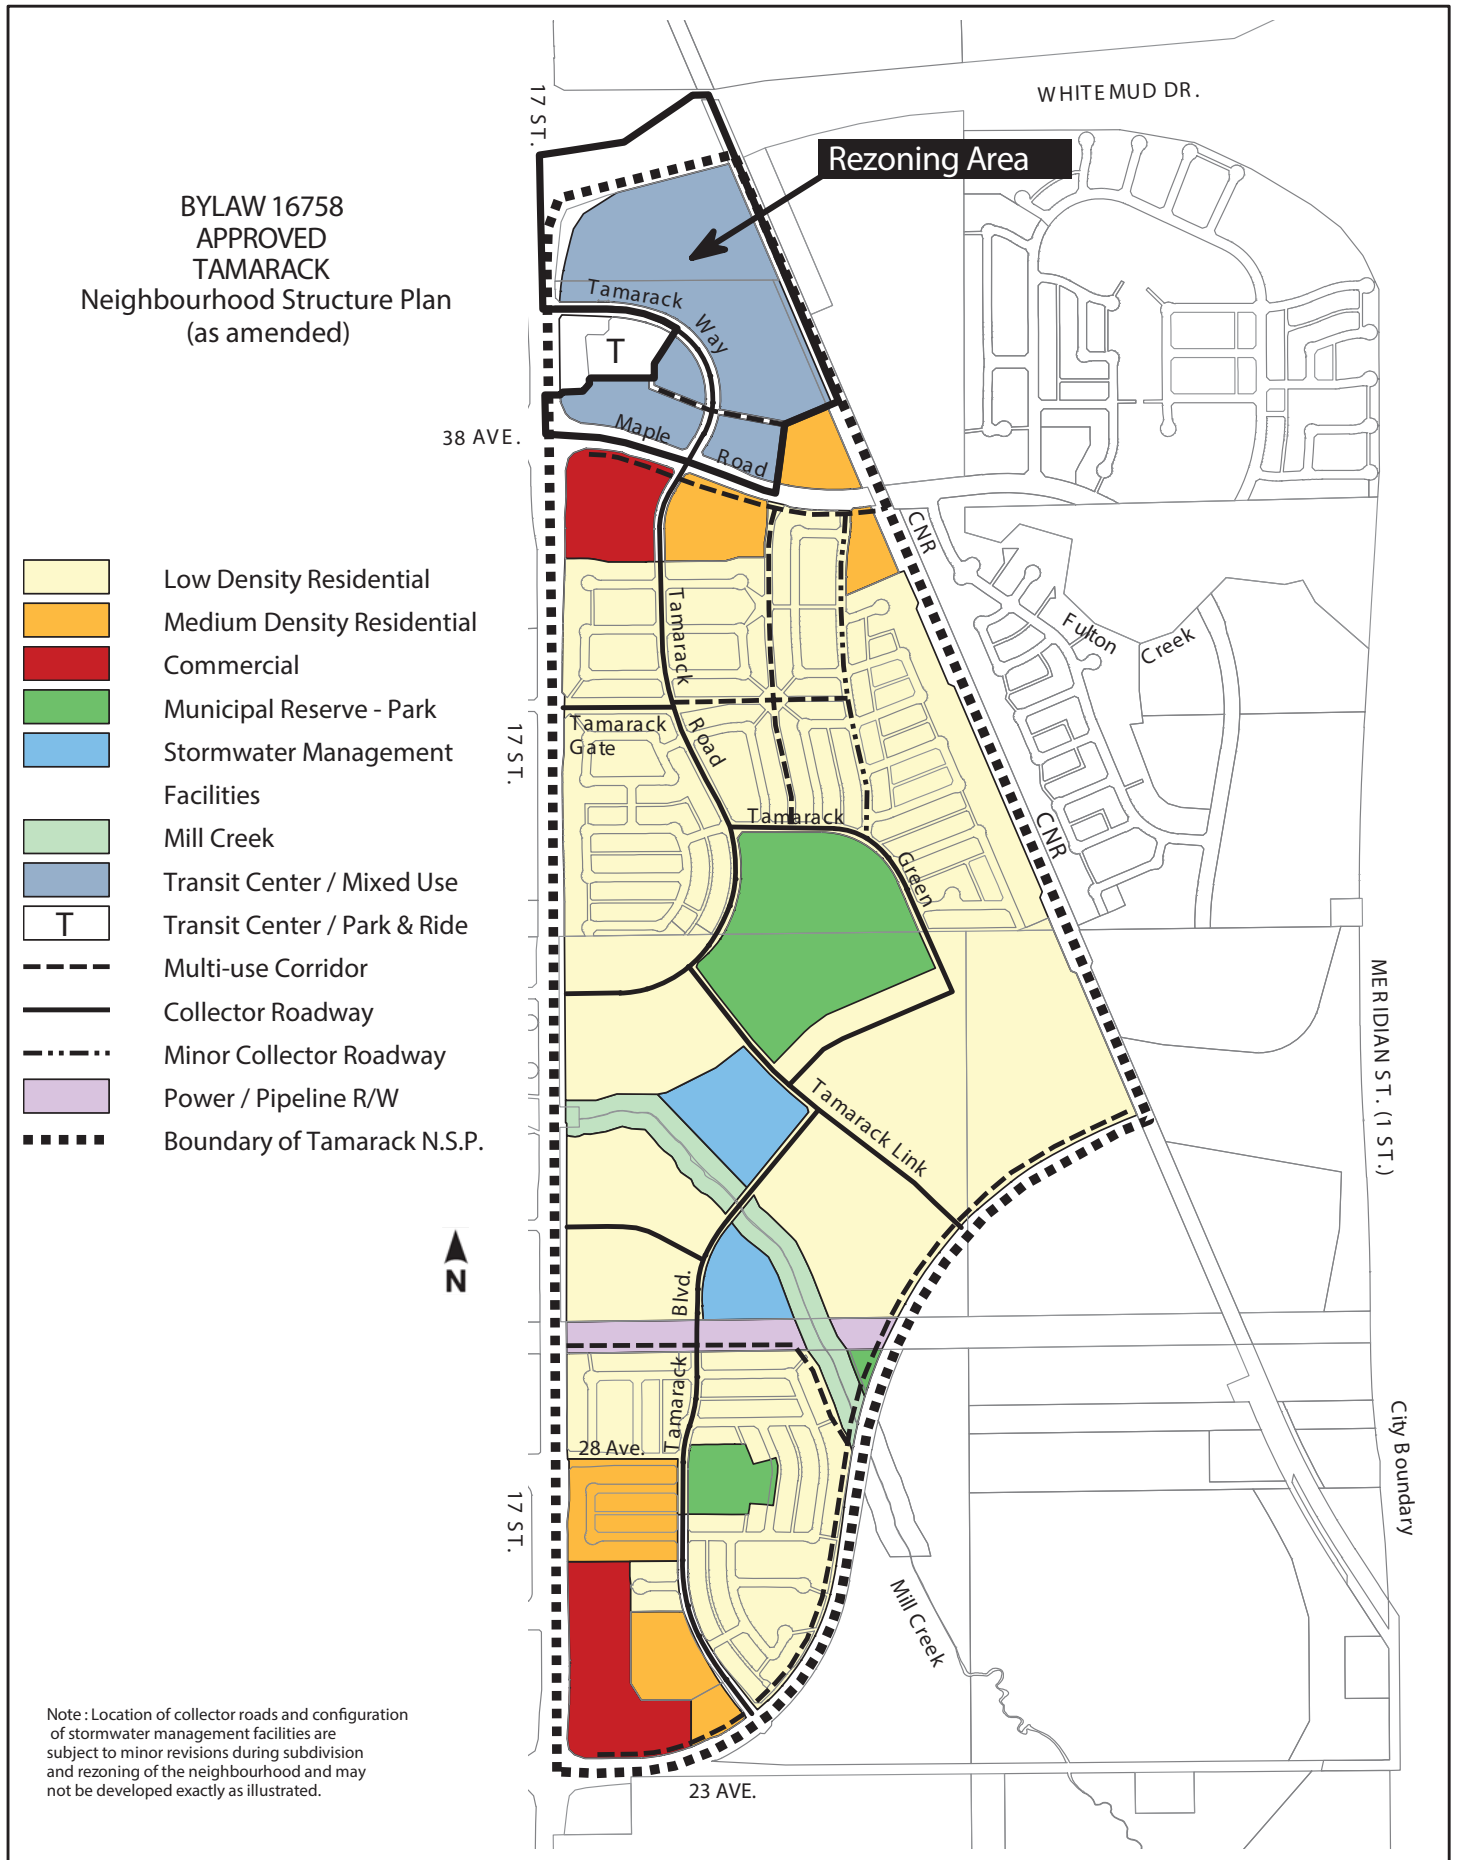 WHITEMUD DR.
17 ST.
Rezoning Area
BYLAW 16758
APPROVED
TAMARACK
Neighbourhood Structure Plan
(as amended)
Tamarack
Way
T
Maple
Road
38 AVE.
CNR
Low Density Residential
Medium Density Residential
Commercial
Municipal Reserve - Park
Stormwater Management
Facilities
Mill Creek
Transit Center / Mixed Use
T
Transit Center / Park & Ride
Multi-use Corridor
Collector Roadway
Minor Collector Roadway
Power / Pipeline R/W
Boundary of Tamarack N.S.P.
Tamarack
Road
Fulton
Creek
Tamarack
Gate
17 ST.
Tamarack
Green
CNR
MERIDIAN ST. (1 ST.)
Tamarack Link
N
Tamarack
Blvd.
28 Ave.
City Boundary
17 ST.
Mill Creek
Note : Location of collector roads and configuration
of stormwater management facilities are
subject to minor revisions during subdivision
and rezoning of the neighbourhood and may
not be developed exactly as illustrated.
23 AVE.